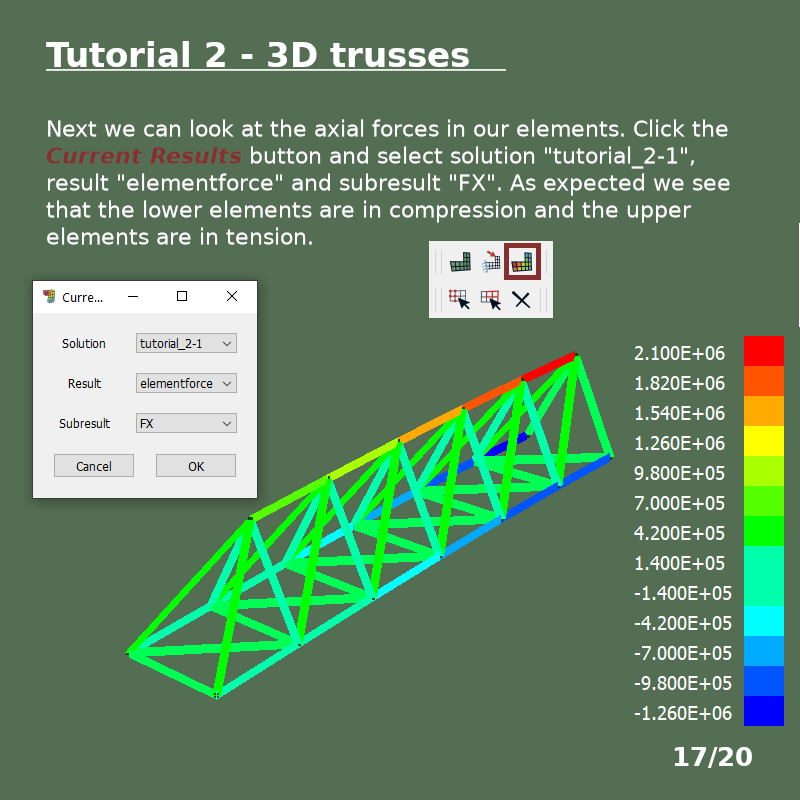 Tutorial 2 - 3D trusses
Next we can look at the axial forces in our elements. Click the
Current Results button and select solution "tutorial_2-1",
result "elementforce" and subresult "FX". As expected we see
that the lower elements are in compression and the upper
elements are in tension.
Curre...
Solution tutorial_2-1
Result elementforce
Subresult FX
Cancel OK
2.100E+06
1.820E+06
1.540E+06
1.260E+06
9.800E+05
7.000E+05
4.200E+05
1.400E+05
-1.400E+05
-4.200E+05
-7.000E+05
-9.800E+05
-1.260E+06
17/20